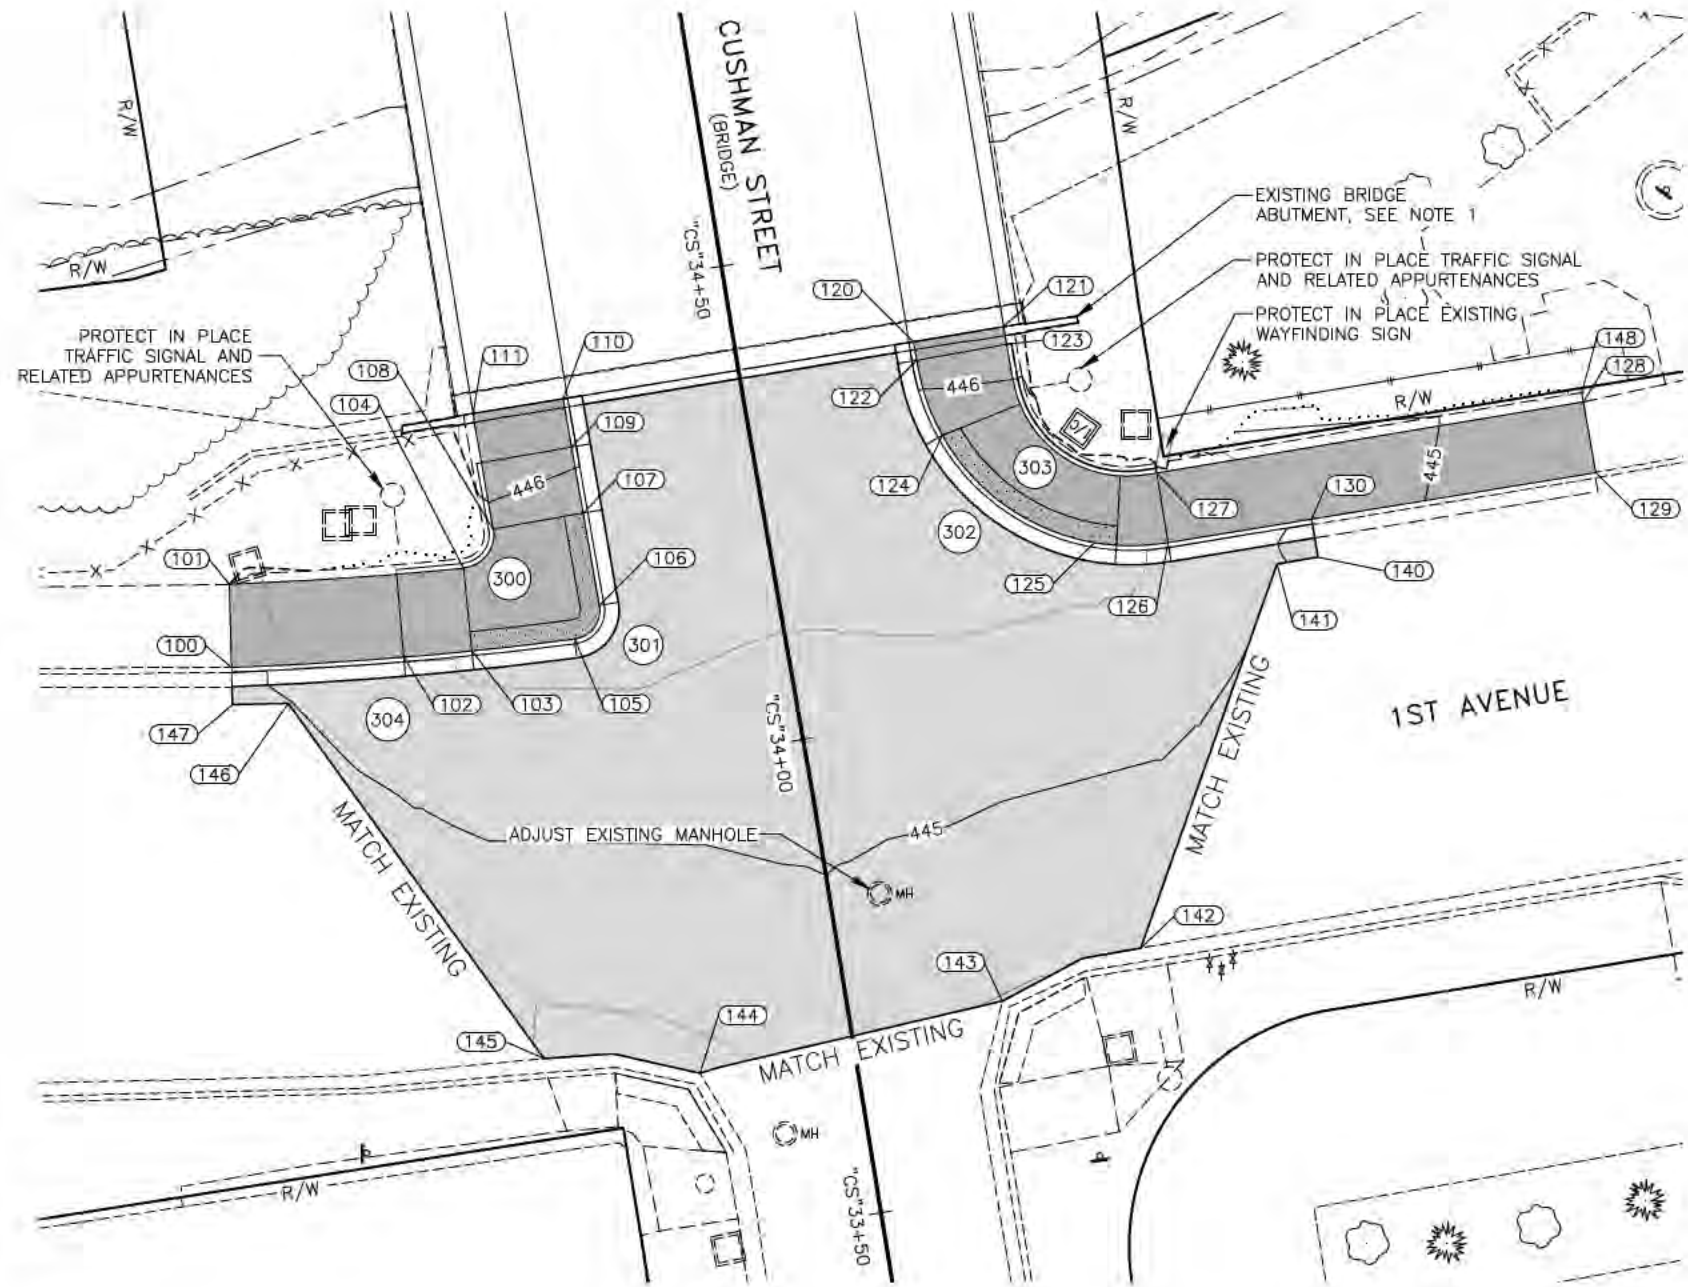 CUSHMAN STREET
(BRIDGE)
R/W
R/W
R/W
"CS"34+50
EXISTING BRIDGE
ABUTMENT, SEE NOTE 1
PROTECT IN PLACE TRAFFIC SIGNAL
AND RELATED APPURTENANCES
PROTECT IN PLACE EXISTING
WAYFINDING SIGN
120
121
123
148
128
PROTECT IN PLACE
TRAFFIC SIGNAL AND
RELATED APPURTENANCES
110
111
108
104
122
446
R/W
109
J/C
446
107
124
303
445
130
127
129
302
101
300
106
125
126
140
141
100
301
102
103
105
304
147
146
"CS"34+00
1ST AVENUE
MATCH EXISTING
MATCH EXISTING
ADJUST EXISTING MANHOLE
445
MH
142
143
144
145
MATCH EXISTING
R/W
MH
R/W
"CS"33+50